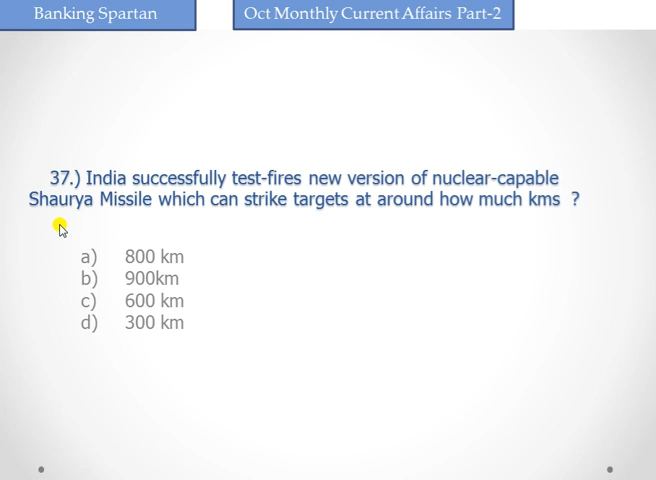 Banking Spartan
Oct Monthly Current Affairs Part-2
37.) India successfully test-fires new version of nuclear-capable
Shaurya Missile which can strike targets at around how much kms ?
a) 800 km
b) 900km
c) 600 km
d) 300 km